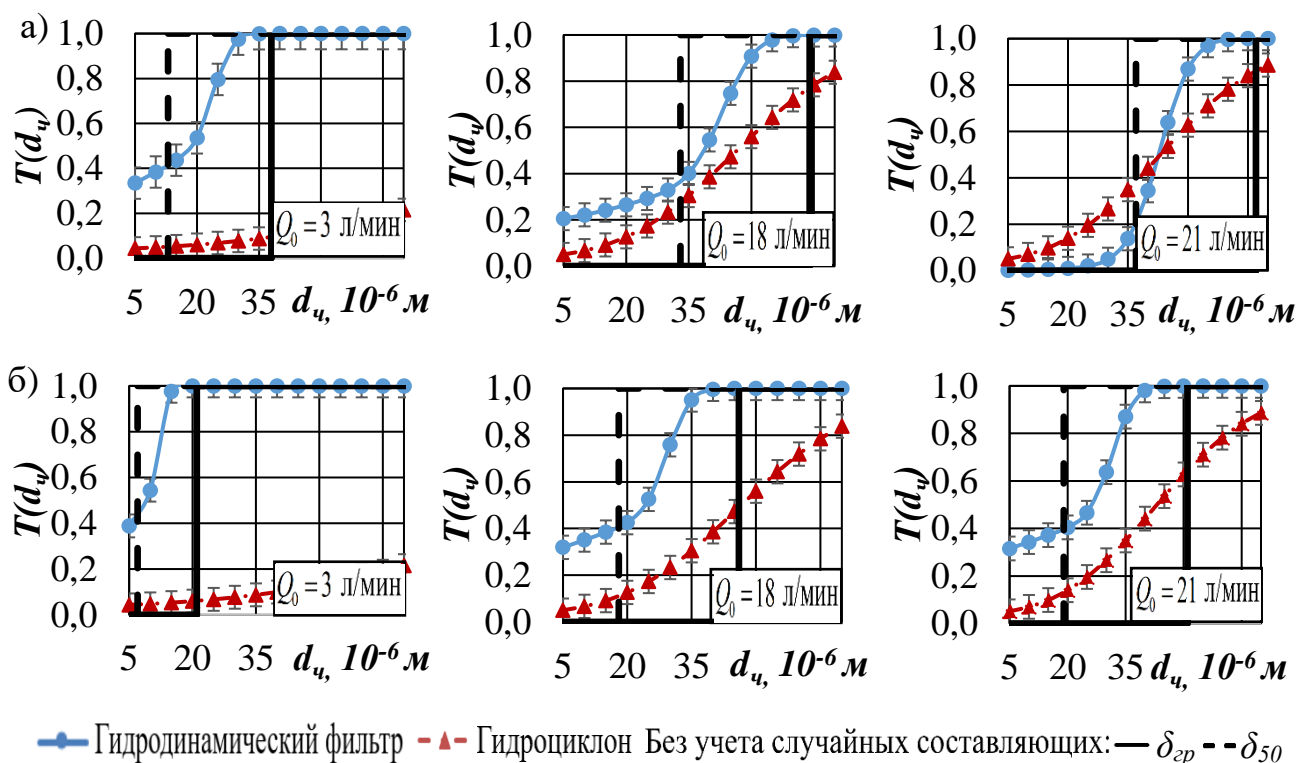 а)
T(dч)
1,0
0,8
0,6
0,4
0,2
0,0
Q0 = 3 л/мин
5 20 35 dч, 10-6 м
T(dч)
1,0
0,8
0,6
0,4
0,2
0,0
Q0 = 18 л/мин
5 20 35 dч, 10-6 м
T(dч)
1,0
0,8
0,6
0,4
0,2
0,0
Q0 = 21 л/мин
5 20 35 dч, 10-6 м
б)
T(dч)
1,0
0,8
0,6
0,4
0,2
0,0
Q0 = 3 л/мин
5 20 35 dч, 10-6 м
T(dч)
1,0
0,8
0,6
0,4
0,2
0,0
Q0 = 18 л/мин
5 20 35 dч, 10-6 м
T(dч)
1,0
0,8
0,6
0,4
0,2
0,0
Q0 = 21 л/мин
5 20 35 dч, 10-6 м
Гидродинамический фильтр Гидроциклон Без учета случайных составляющих: δгр δ50